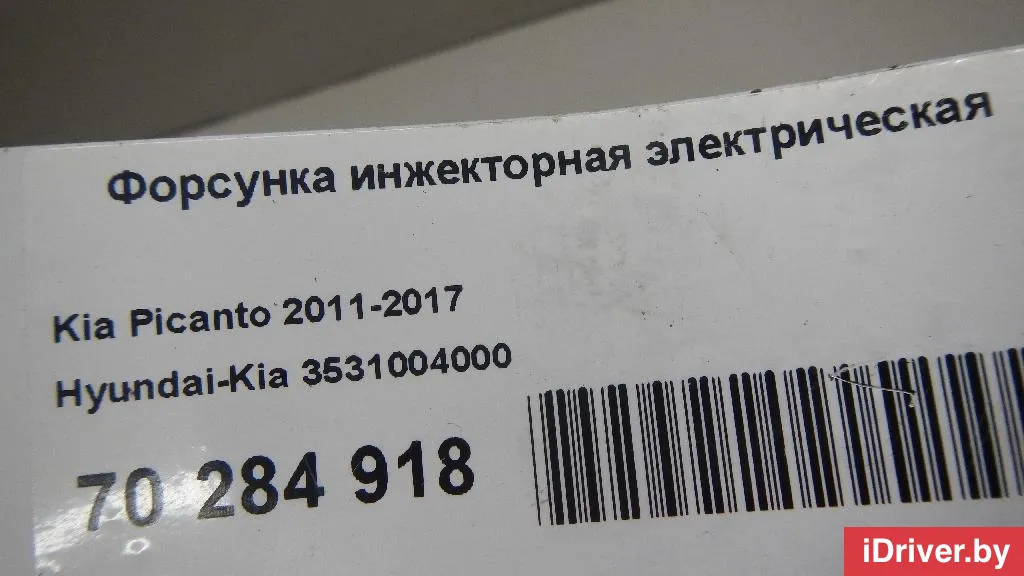 Форсунка инжекторная электрическая
Kia Picanto 2011-2017
Hyundai-Kia 3531004000
70 284 918
iDriver.by